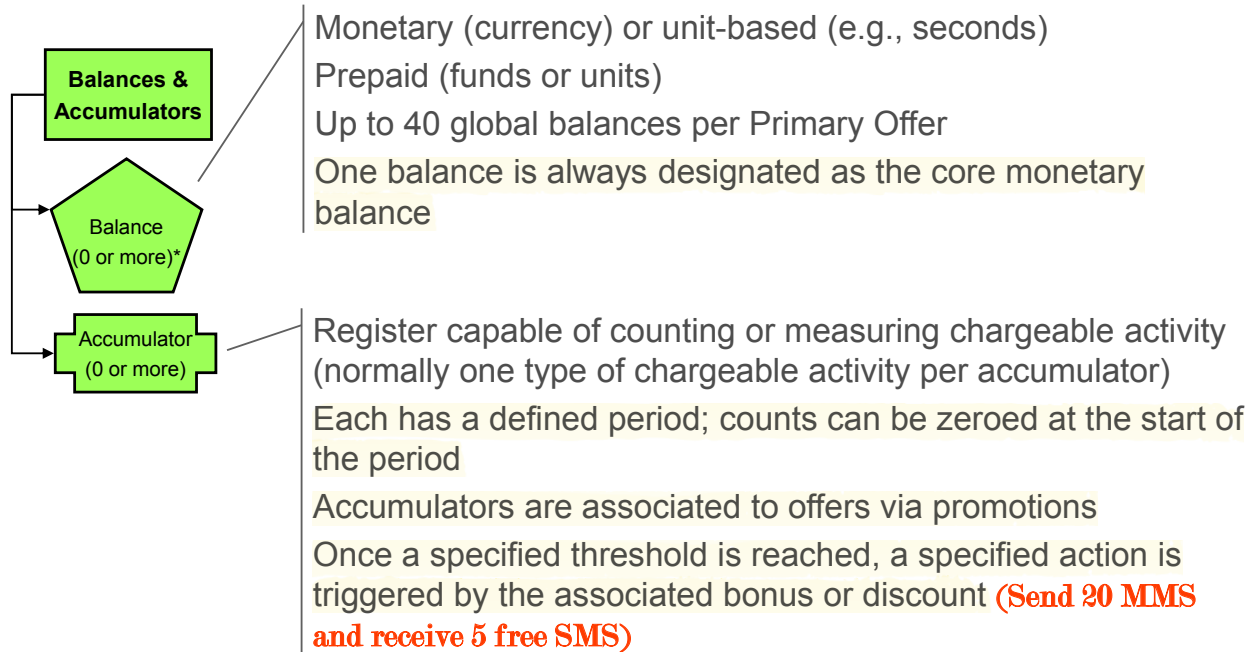 Balances &
Accumulators
Balance
(0 or more)*
Accumulator
(0 or more)
Monetary (currency) or unit-based (e.g., seconds)
Prepaid (funds or units)
Up to 40 global balances per Primary Offer
One balance is always designated as the core monetary
balance
Register capable of counting or measuring chargeable activity
(normally one type of chargeable activity per accumulator)
Each has a defined period; counts can be zeroed at the start of
the period
Accumulators are associated to offers via promotions
Once a specified threshold is reached, a specified action is
triggered by the associated bonus or discount (Send 20 MMS
and receive 5 free SMS)